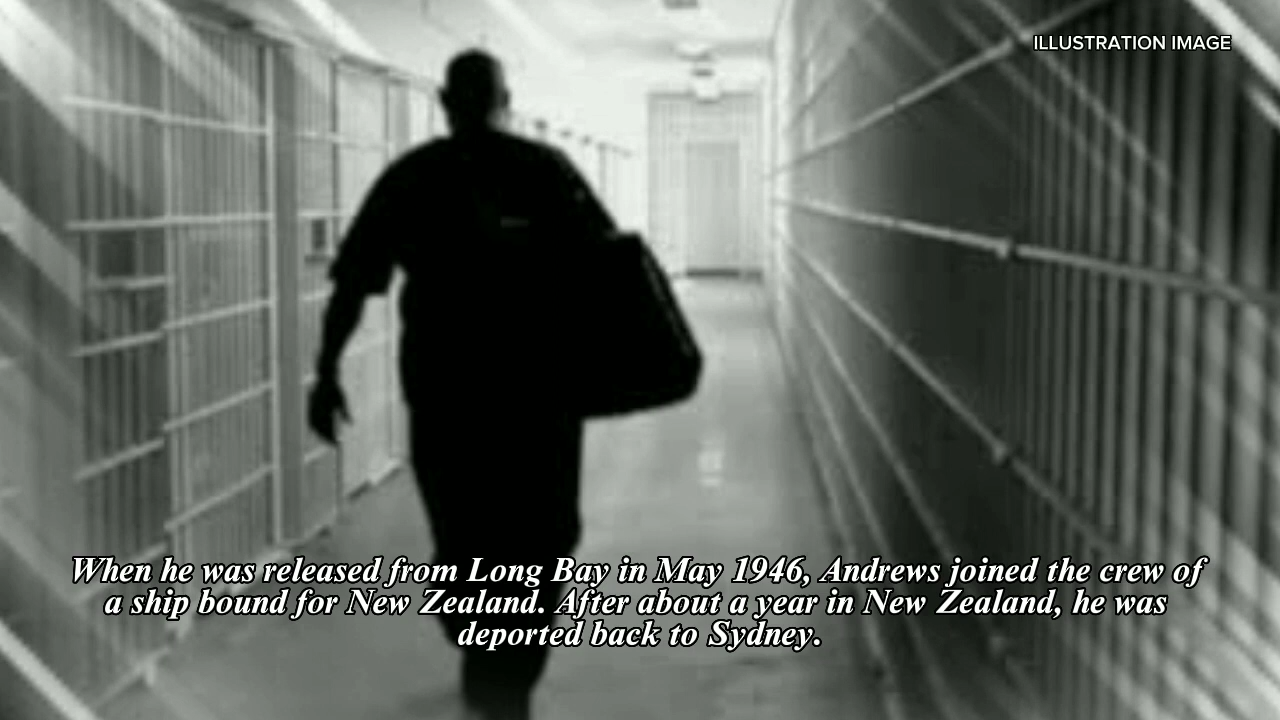 ILLUSTRATION IMAGE
When he was released from Long Bay in May 1946, Andrews joined the crew of
a ship bound for New Zealand. After about a year in New Zealand, he was
deported back to Sydney.